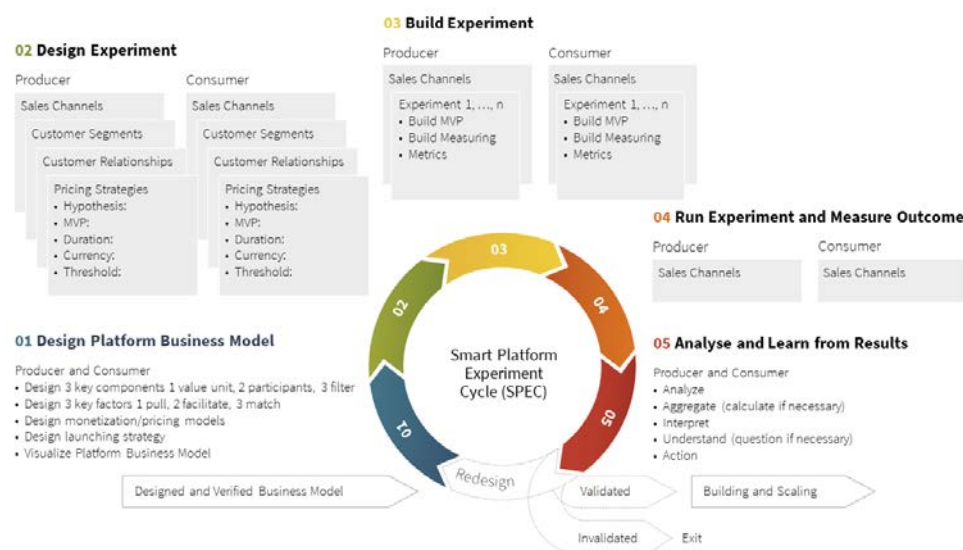 03 Build Experiment
Producer
Sales Channels
Experiment 1, ..., n
• Build MVP
• Build Measuring
• Metrics
Consumer
Sales Channels
Experiment 1, ..., n
• Build MVP
• Build Measuring
• Metrics
02 Design Experiment
Producer
Sales Channels
Customer Segments
Customer Relationships
Pricing Strategies
• Hypothesis:
• MVP:
• Duration:
• Currency:
• Threshold:
Consumer
Sales Channels
Customer Segments
Customer Relationships
Pricing Strategies
• Hypothesis:
• MVP:
• Duration:
• Currency:
• Threshold:
04 Run Experiment and Measure Outcome
Producer
Sales Channels
Consumer
Sales Channels
01 Design Platform Business Model
Producer and Consumer
• Design 3 key components 1 value unit, 2 participants, 3 filter
• Design 3 key factors 1 pull, 2 facilitate, 3 match
• Design monetization/pricing models
• Design launching strategy
• Visualize Platform Business Model
01
02
03
04
05
Redesign
Smart Platform
Experiment
Cycle (SPEC)
05 Analyse and Learn from Results
Producer and Consumer
• Analyze
• Aggregate (calculate if necessary)
• Interpret
• Understand (question if necessary)
• Action
Designed and Verified Business Model
Validated
Building and Scaling
Invalidated
Exit